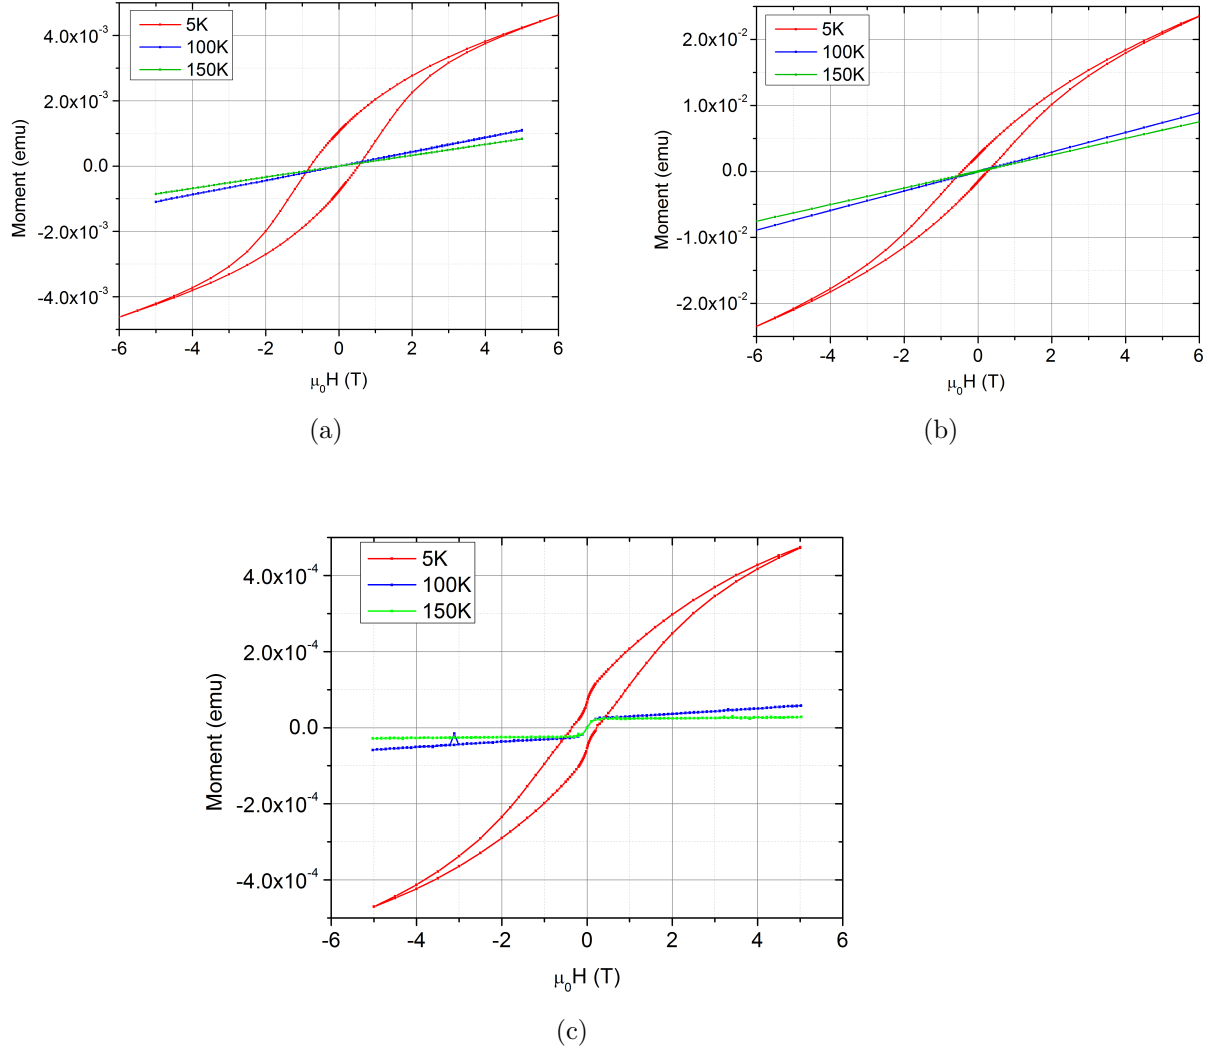 5K
100K
150K
4.0x10⁻³
2.0x10⁻³
0.0
-2.0x10⁻³
-4.0x10⁻³
Moment (emu)
-6 -4 -2 0 2 4 6
μ₀H (T)
(a)
5K
100K
150K
2.0x10⁻²
1.0x10⁻²
0.0
-1.0x10⁻²
-2.0x10⁻²
Moment (emu)
-6 -4 -2 0 2 4 6
μ₀H (T)
(b)
5K
100K
150K
4.0x10⁻⁴
2.0x10⁻⁴
0.0
-2.0x10⁻⁴
-4.0x10⁻⁴
Moment (emu)
-6 -4 -2 0 2 4 6
μ₀H (T)
(c)